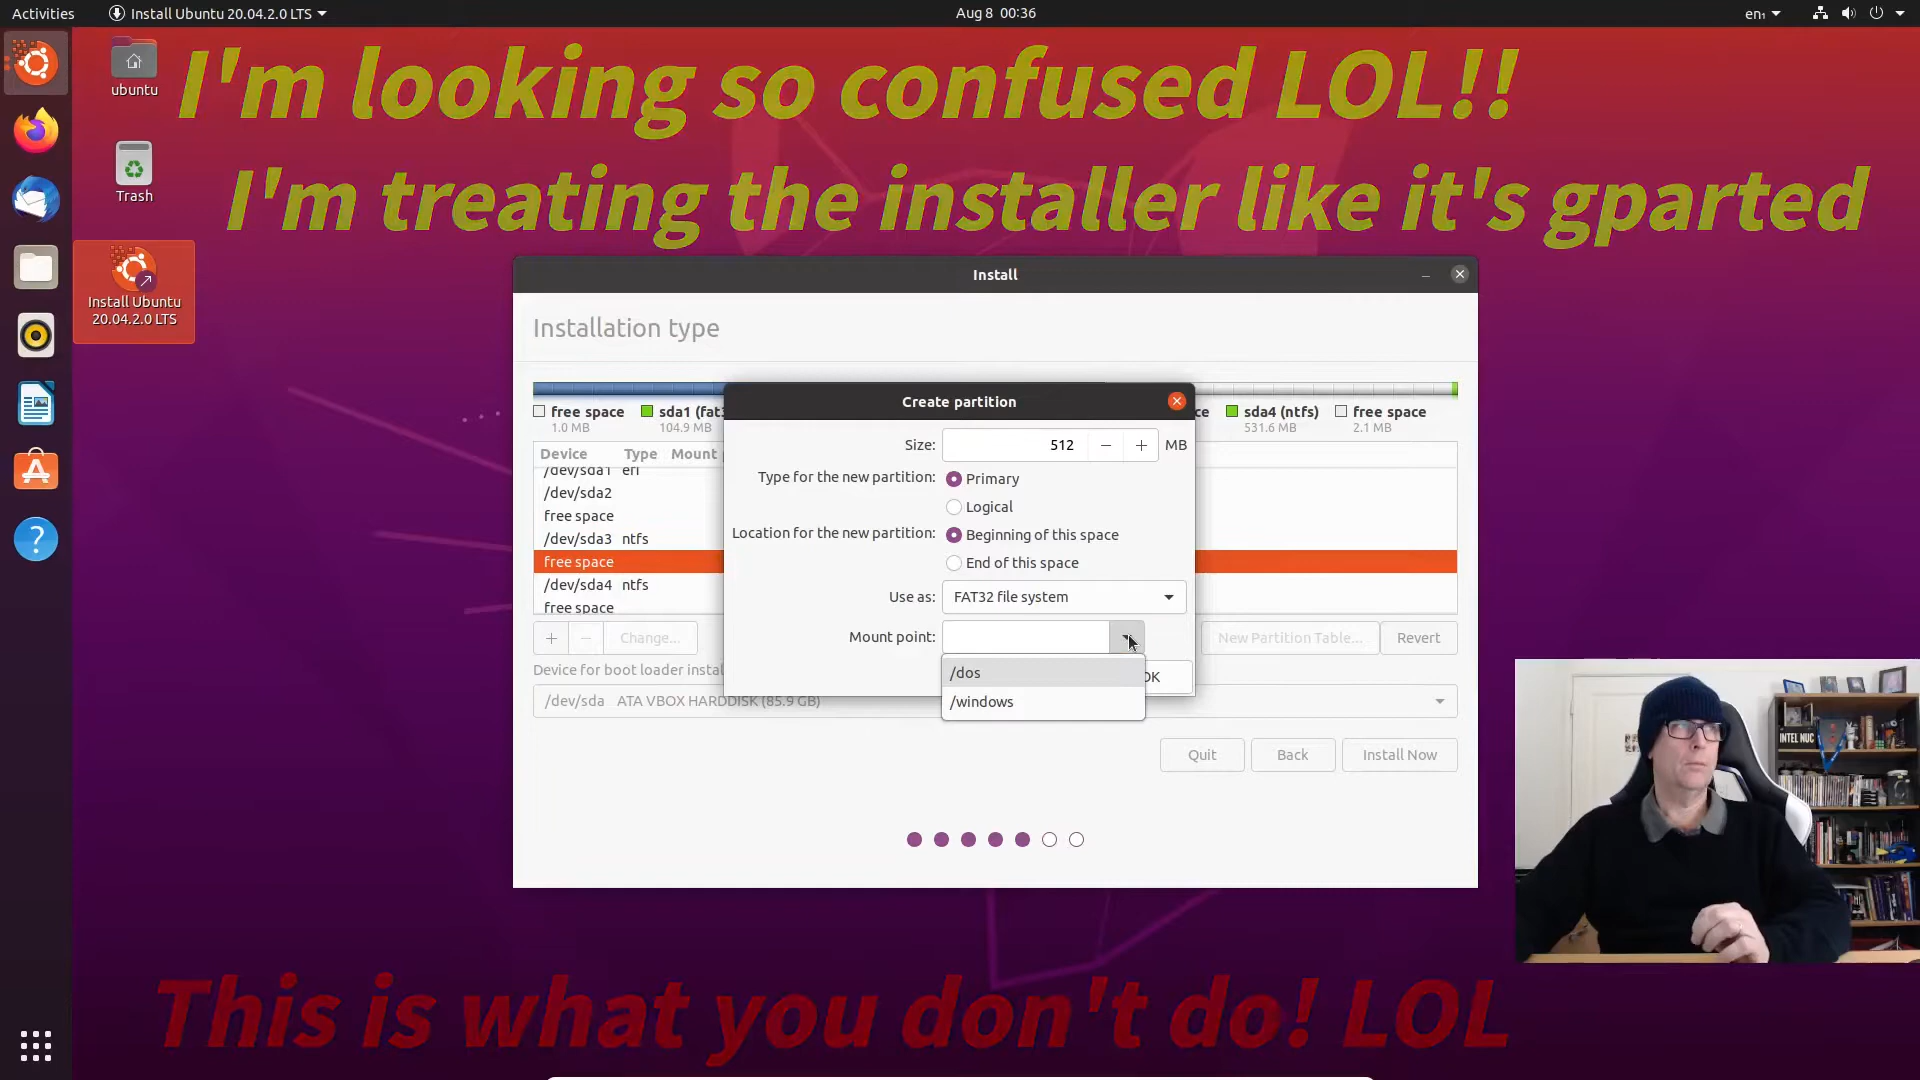 Activities
Install Ubuntu 20.04.2.0 LTS
Aug 8 00:36
en₁
ubuntu
I'm looking so confused LOL!!
Trash
I'm treating the installer like it's gparted
Install Ubuntu
20.04.2.0 LTS
Install
Installation type
free space
1.0 MB
sda1 (fat3
104.9 MB
ce
sda4 (ntfs)
531.6 MB
free space
2.1 MB
Device Type Mount
/dev/sda1 efi
/dev/sda2
free space
/dev/sda3 ntfs
free space
/dev/sda4 ntfs
free space
+ − Change...
New Partition Table...
Revert
Device for boot loader instal
/dev/sda ATA VBOX HARDDISK (85.9 GB)
Create partition
Size: 512 − + MB
Type for the new partition: Primary
Logical
Location for the new partition: Beginning of this space
End of this space
Use as: FAT32 file system
Mount point:
/dos
/windows
OK
Quit
Back
Install Now
INTEL NUC
This is what you don't do! LOL